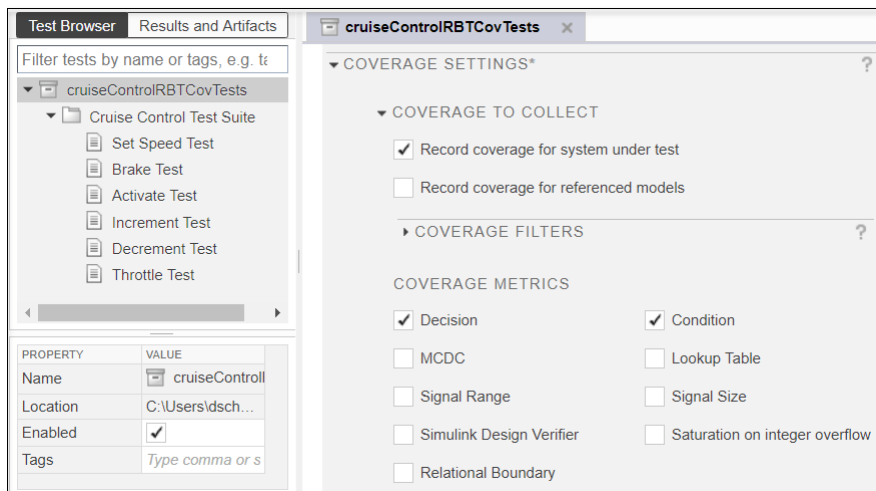 Test Browser
Results and Artifacts
Filter tests by name or tags, e.g. ta
cruiseControlRBTCovTests
Cruise Control Test Suite
Set Speed Test
Brake Test
Activate Test
Increment Test
Decrement Test
Throttle Test
PROPERTY VALUE
Name cruiseControll
Location C:\Users\dsch...
Enabled
Tags Type comma or s
cruiseControlRBTCovTests ×
COVERAGE SETTINGS* ?
COVERAGE TO COLLECT
Record coverage for system under test
Record coverage for referenced models
COVERAGE FILTERS ?
COVERAGE METRICS
Decision Condition
MCDC Lookup Table
Signal Range Signal Size
Simulink Design Verifier Saturation on integer overflow
Relational Boundary